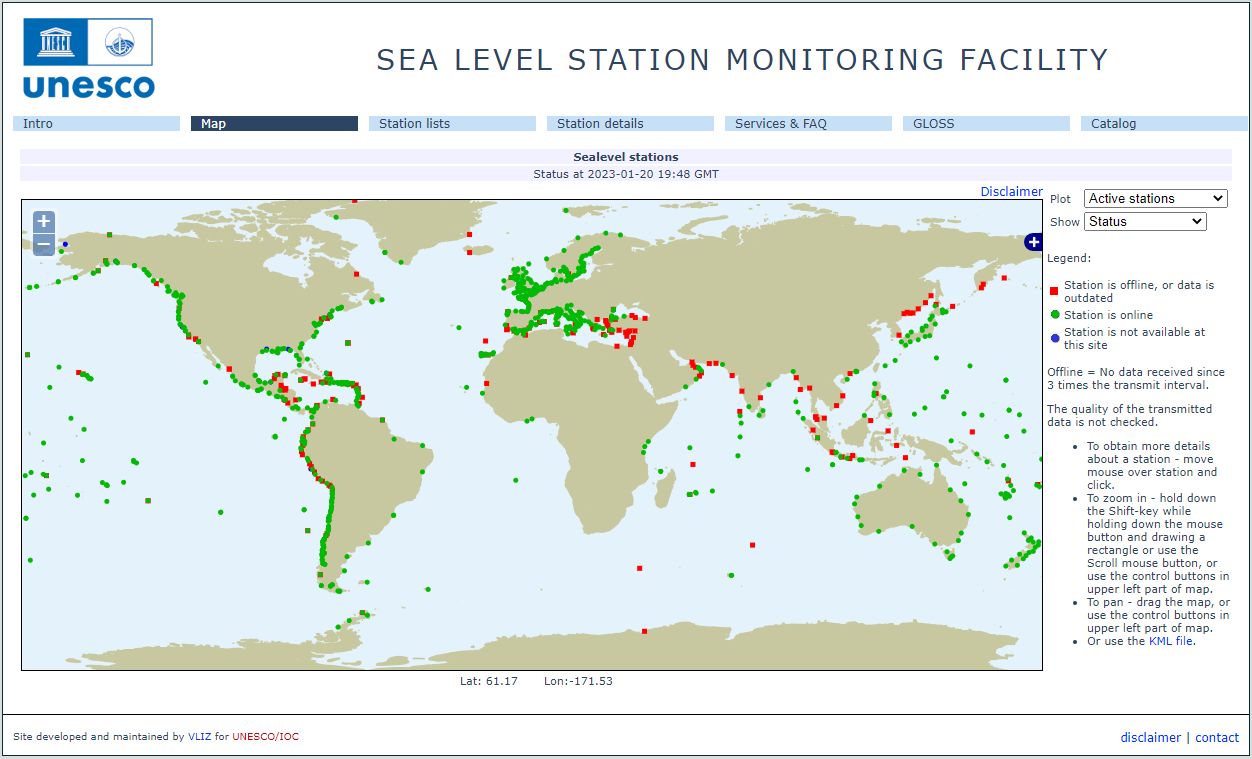 unesco
SEA LEVEL STATION MONITORING FACILITY
Intro
Map
Station lists
Station details
Services & FAQ
GLOSS
Catalog
Sealevel stations
Status at 2023-01-20 19:48 GMT
Disclaimer
+
−
+
Plot Active stations
Show Status
Legend:
Station is offline, or data is
outdated
Station is online
Station is not available at
this site
Offline = No data received since
3 times the transmit interval.
The quality of the transmitted
data is not checked.
• To obtain more details
about a station - move
mouse over station and
click.
• To zoom in - hold down
the Shift-key while
holding down the mouse
button and drawing a
rectangle or use the
Scroll mouse button, or
use the control buttons in
upper left part of map.
• To pan - drag the map, or
use the control buttons in
upper left part of map.
• Or use the KML file.
Lat: 61.17 Lon:-171.53
Site developed and maintained by VLIZ for UNESCO/IOC
disclaimer | contact